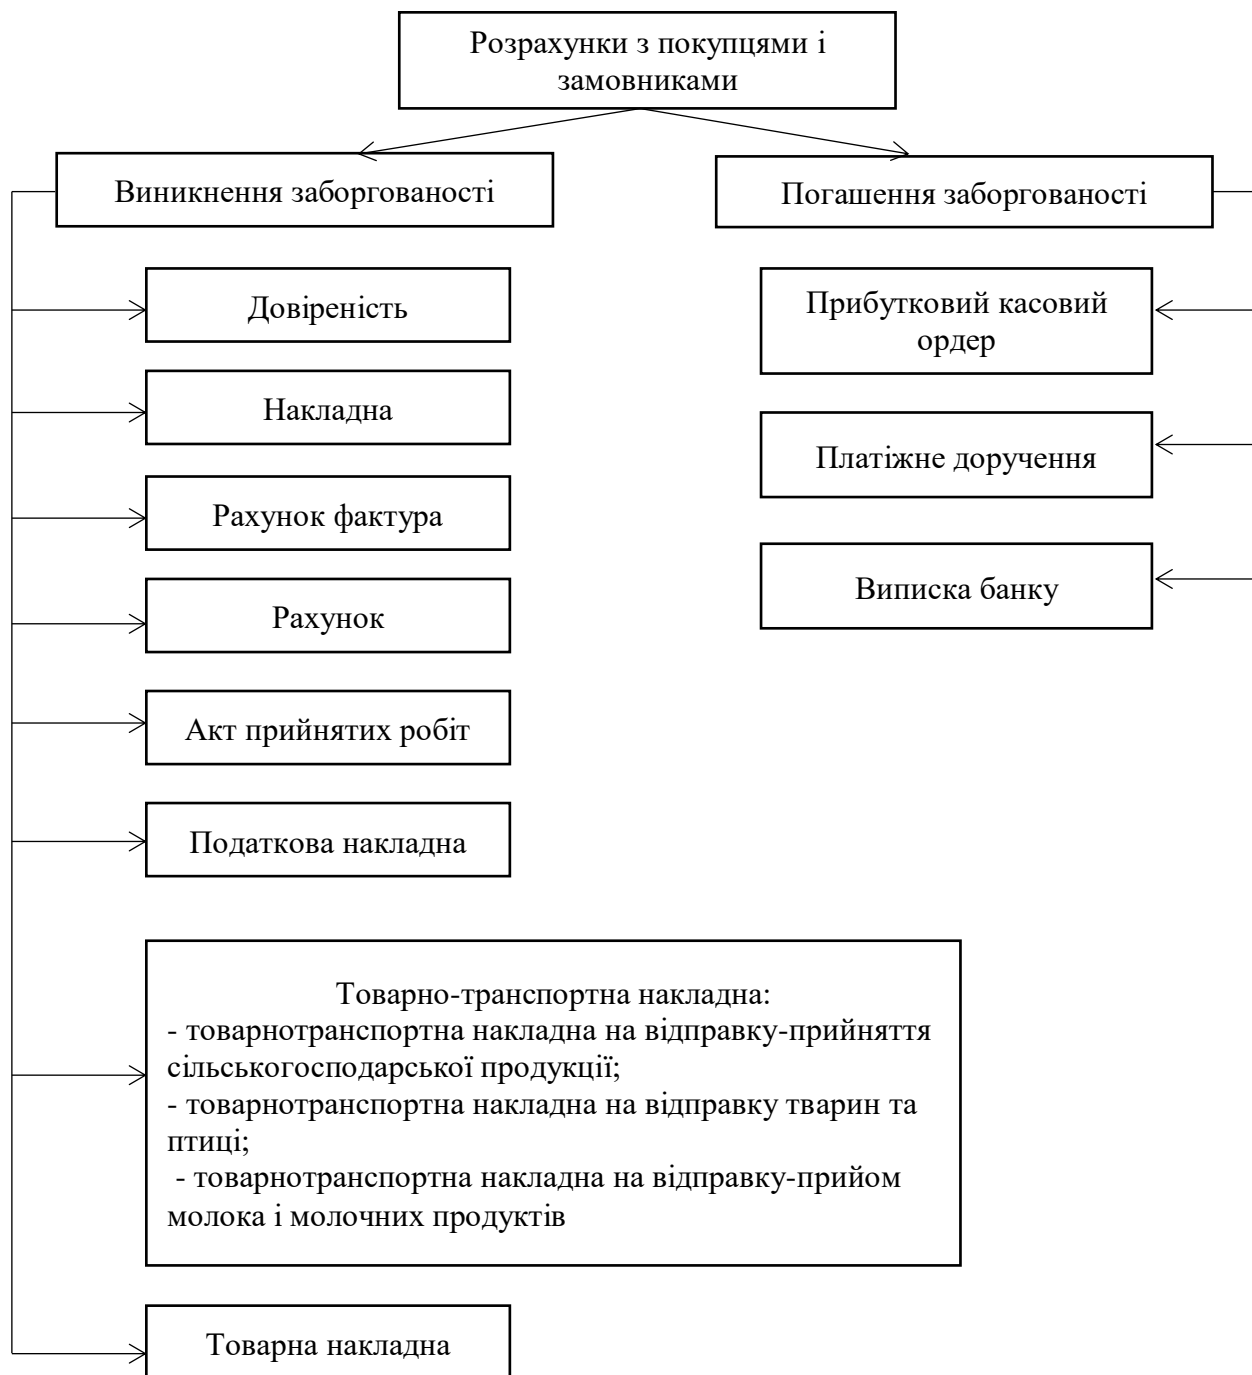 Розрахунки з покупцями і
замовниками
Виникнення заборгованості
Погашення заборгованості
Довіреність
Накладна
Рахунок фактура
Рахунок
Акт прийнятих робіт
Податкова накладна
Товарно-транспортна накладна:
- товарнотранспортна накладна на відправку-прийняття
сільськогосподарської продукції;
- товарнотранспортна накладна на відправку тварин та
птиці;
- товарнотранспортна накладна на відправку-прийом
молока і молочних продуктів
Товарна накладна
Прибутковий касовий
ордер
Платіжне доручення
Виписка банку